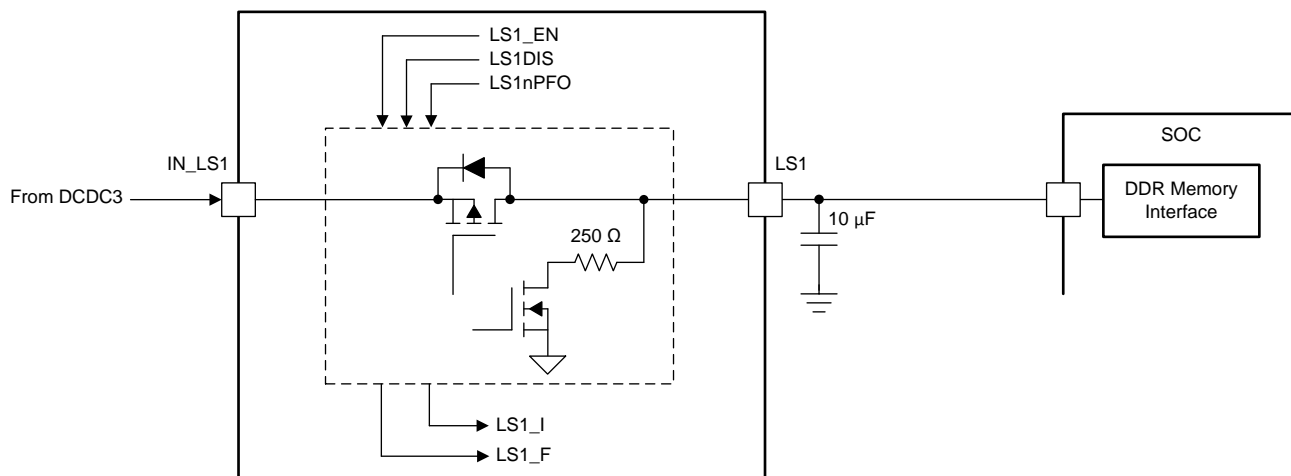 LS1_EN
LS1DIS
LS1nPFO
SOC
IN_LS1
LS1
From DCDC3
DDR Memory
Interface
10 µF
250 Ω
LS1_I
LS1_F